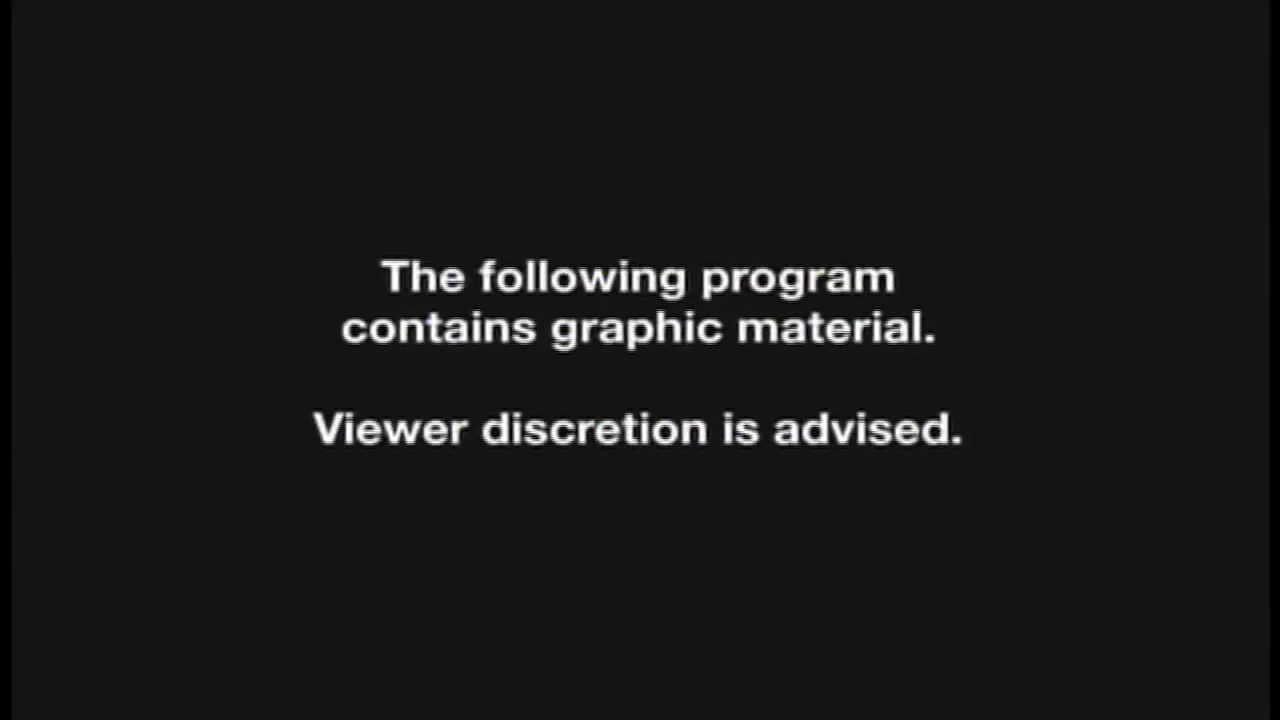 The following program
contains graphic material.
Viewer discretion is advised.